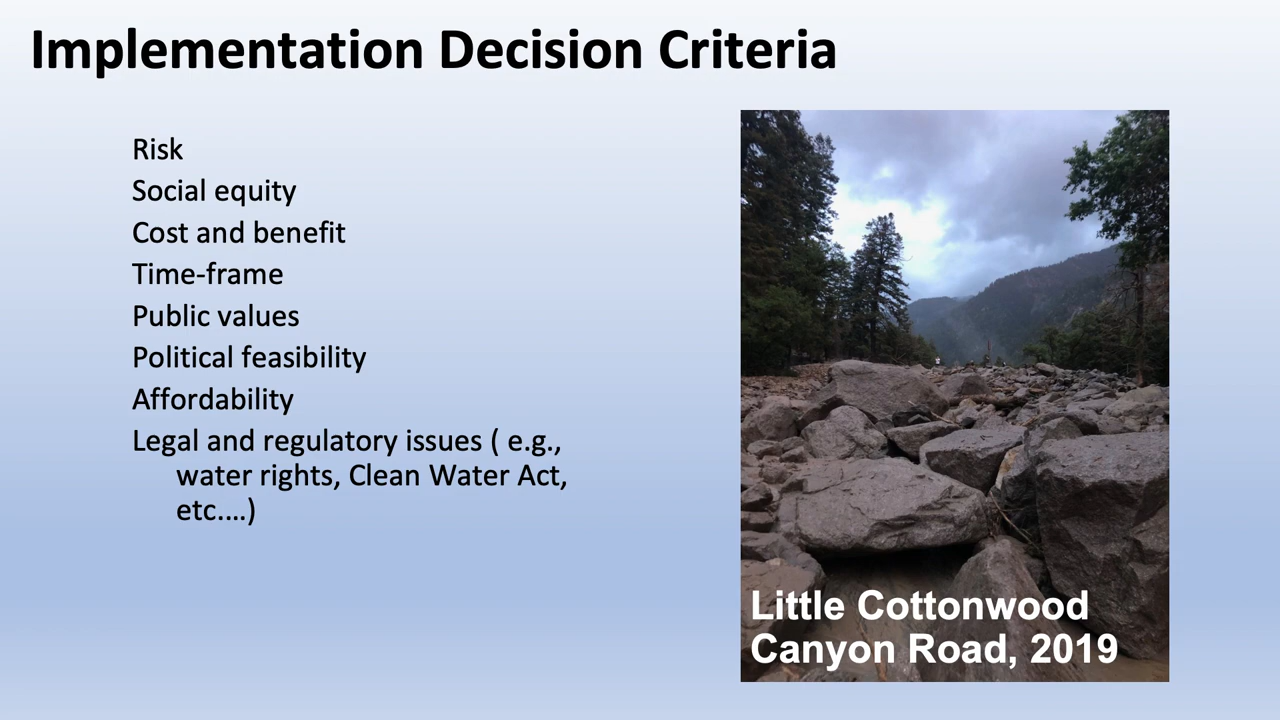 Implementation Decision Criteria
Risk
Social equity
Cost and benefit
Time-frame
Public values
Political feasibility
Affordability
Legal and regulatory issues ( e.g.,
water rights, Clean Water Act,
etc.…)
Little Cottonwood
Canyon Road, 2019